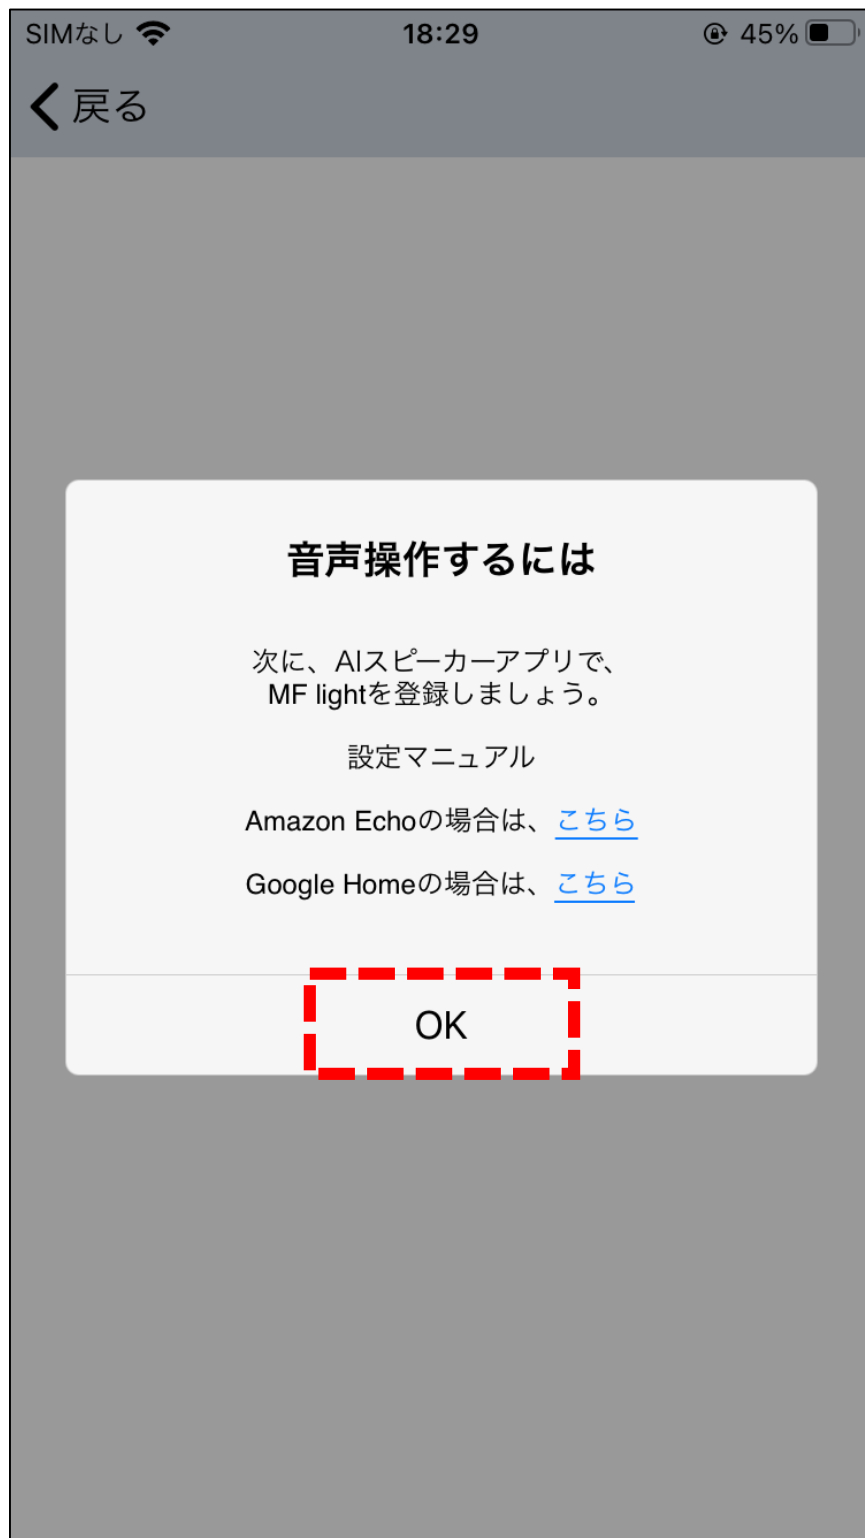 SIMなし 18:29 45%
戻る
音声操作するには
次に、AIスピーカーアプリで、
MF lightを登録しましょう。
設定マニュアル
Amazon Echoの場合は、こちら
Google Homeの場合は、こちら
OK